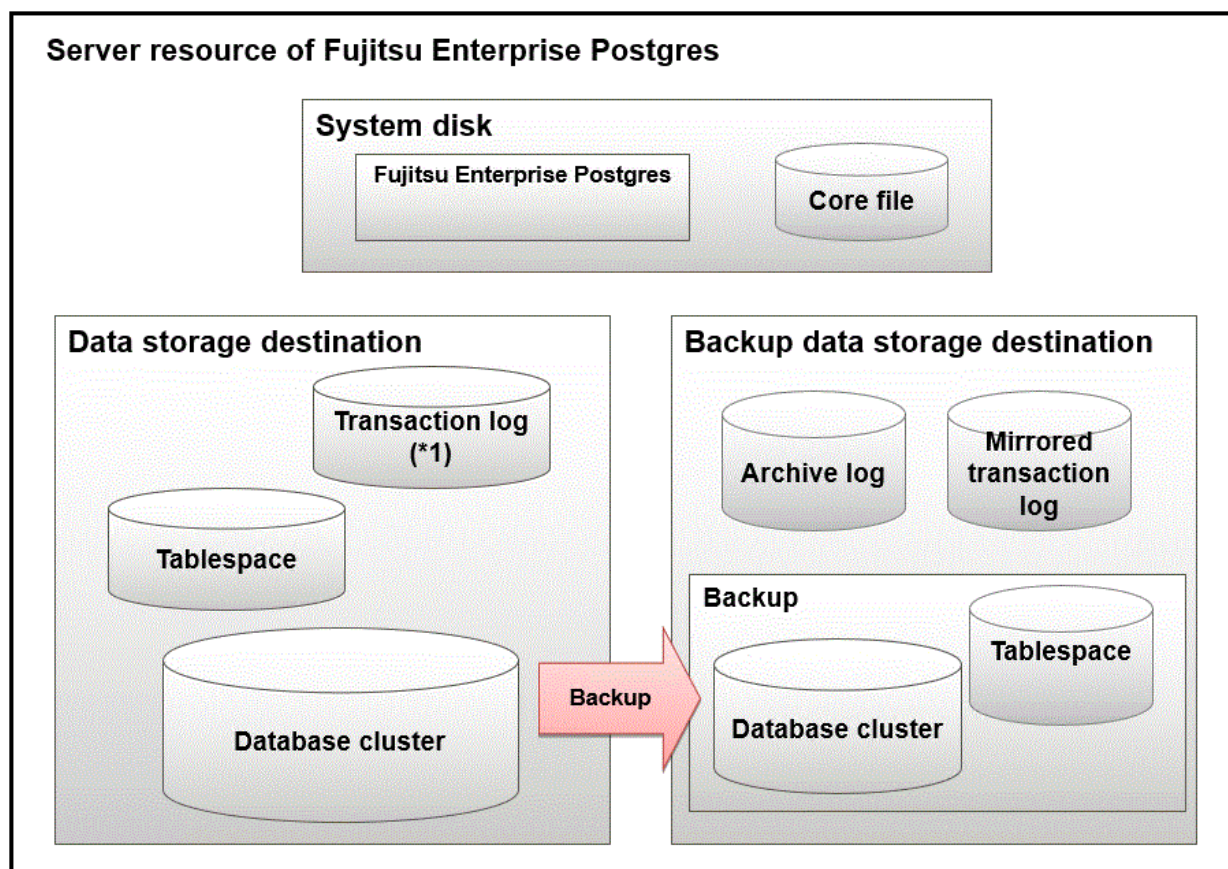 Server resource of Fujitsu Enterprise Postgres
System disk
Fujitsu Enterprise Postgres
Core file
Data storage destination
Transaction log
(*1)
Tablespace
Database cluster
Backup
Backup data storage destination
Archive log
Mirrored
transaction
log
Backup
Tablespace
Database cluster